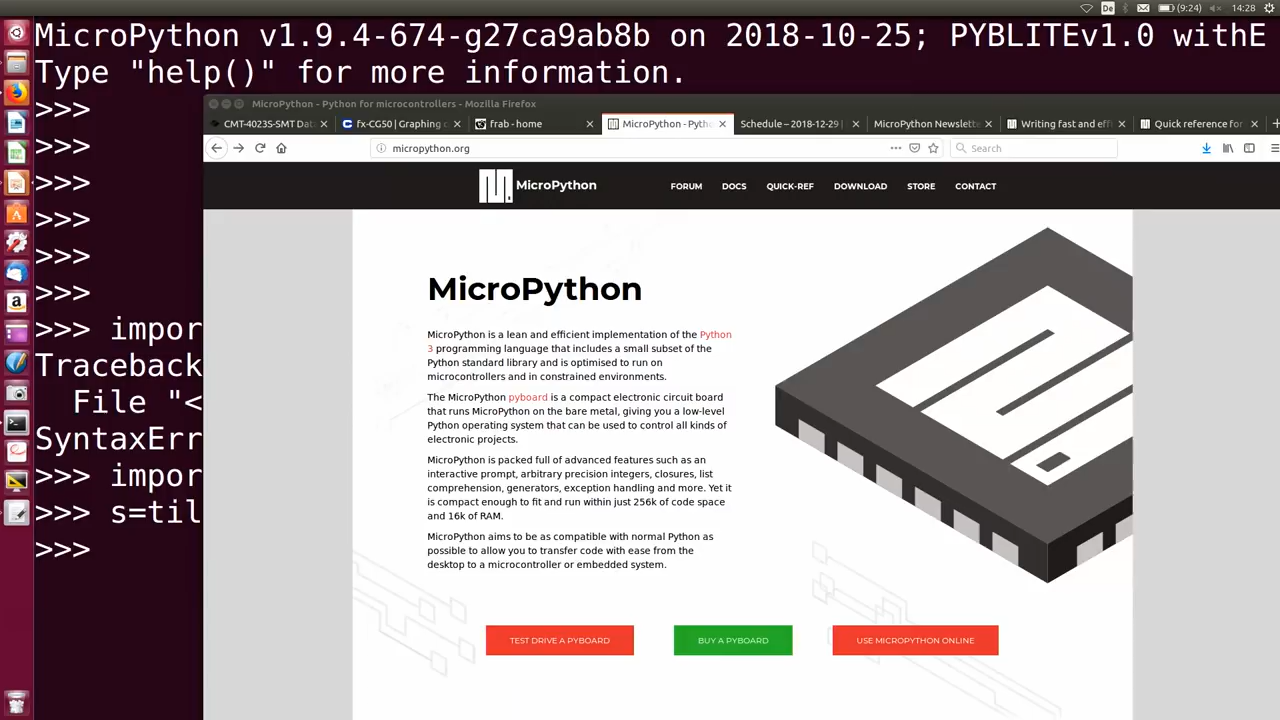 De
(9:24)
14:28
MicroPython v1.9.4-674-g27ca9ab8b on 2018-10-25; PYBLITEv1.0 withE
Type "help()" for more information.
>>>
>>>
>>>
>>>
>>>
>>>
>>> impor
Traceback
File "<
SyntaxErr
>>> impor
>>> s=til
>>>
MicroPython - Python for microcontrollers - Mozilla Firefox
CMT-4023S-SMT Dat
fx-CG50 | Graphing c
frab - home
MicroPython - Pytho
Schedule – 2018-12-29
MicroPython Newslette
Writing fast and effi
Quick reference for
micropython.org
Search
MicroPython
FORUM
DOCS
QUICK-REF
DOWNLOAD
STORE
CONTACT
MicroPython
MicroPython is a lean and efficient implementation of the Python
3 programming language that includes a small subset of the
Python standard library and is optimised to run on
microcontrollers and in constrained environments.
The MicroPython pyboard is a compact electronic circuit board
that runs MicroPython on the bare metal, giving you a low-level
Python operating system that can be used to control all kinds of
electronic projects.
MicroPython is packed full of advanced features such as an
interactive prompt, arbitrary precision integers, closures, list
comprehension, generators, exception handling and more. Yet it
is compact enough to fit and run within just 256k of code space
and 16k of RAM.
MicroPython aims to be as compatible with normal Python as
possible to allow you to transfer code with ease from the
desktop to a microcontroller or embedded system.
TEST DRIVE A PYBOARD
BUY A PYBOARD
USE MICROPYTHON ONLINE